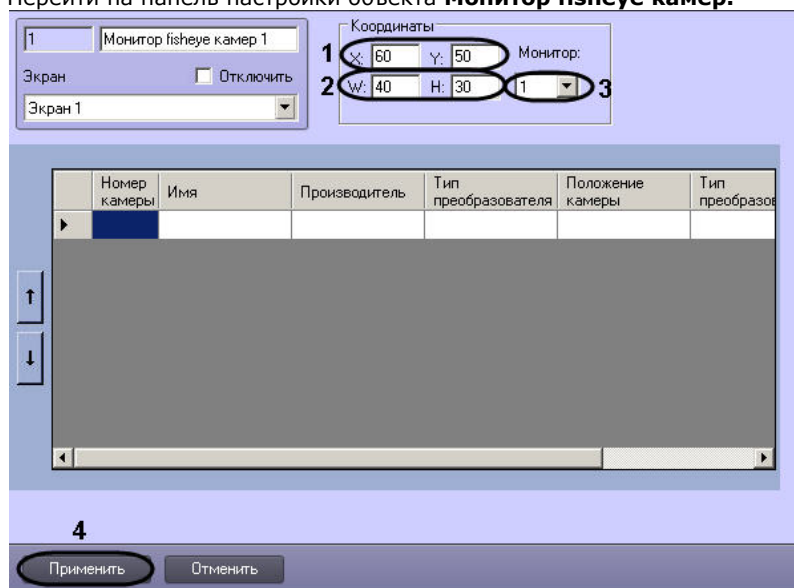 Перейти на панель настройки объекта Монитор fisheye камер.
1 Монитор fisheye камер 1
Экран Отключить
Экран 1
Координаты
1 X: 60 Y: 50 Монитор:
2 W: 40 H: 30 1 3
Номер камеры Имя Производитель Тип преобразователя Положение камеры Тип преобразов
4
Применить Отменить